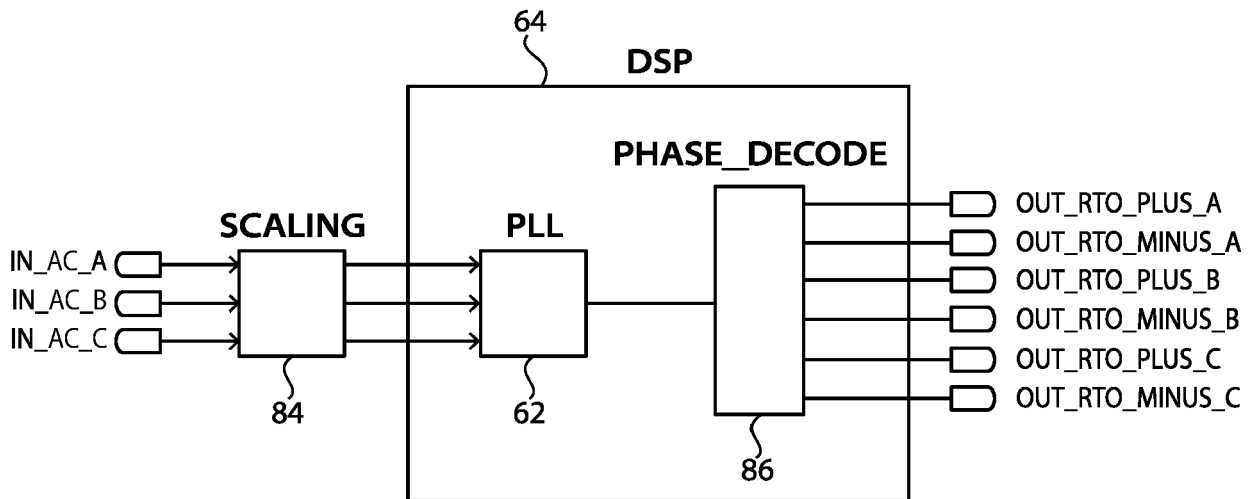 64
DSP
PHASE_DECODE
SCALING
PLL
IN_AC_A
IN_AC_B
IN_AC_C
OUT_RTO_PLUS_A
OUT_RTO_MINUS_A
OUT_RTO_PLUS_B
OUT_RTO_MINUS_B
OUT_RTO_PLUS_C
OUT_RTO_MINUS_C
84
62
86